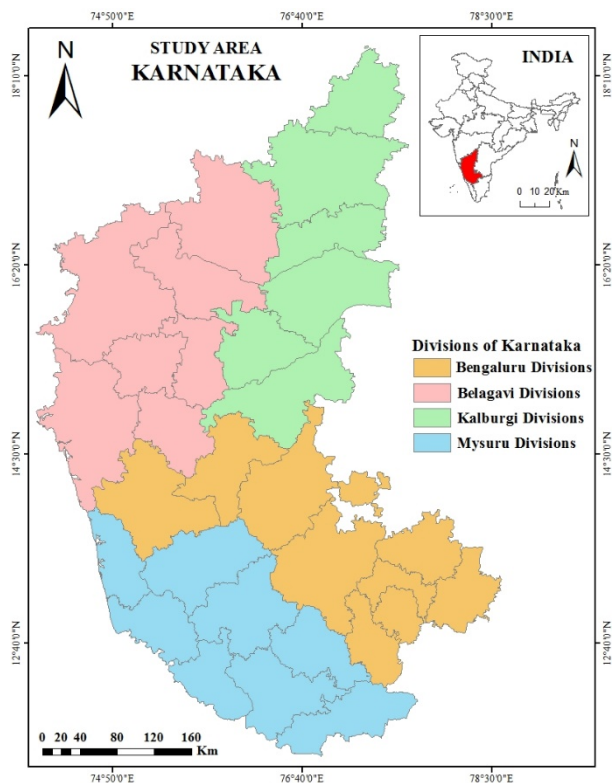 74°50'0"E
76°40'0"E
78°30'0"E
N
STUDY AREA
KARNATAKA
INDIA
N
0 10 20 Km
18°10'0"N
18°10'0"N
16°20'0"N
16°20'0"N
Divisions of Karnataka
Bengaluru Divisions
Belagavi Divisions
Kalburgi Divisions
Mysuru Divisions
14°30'0"N
14°30'0"N
12°40'0"N
12°40'0"N
0 20 40 80 120 160
Km
74°50'0"E
76°40'0"E
78°30'0"E